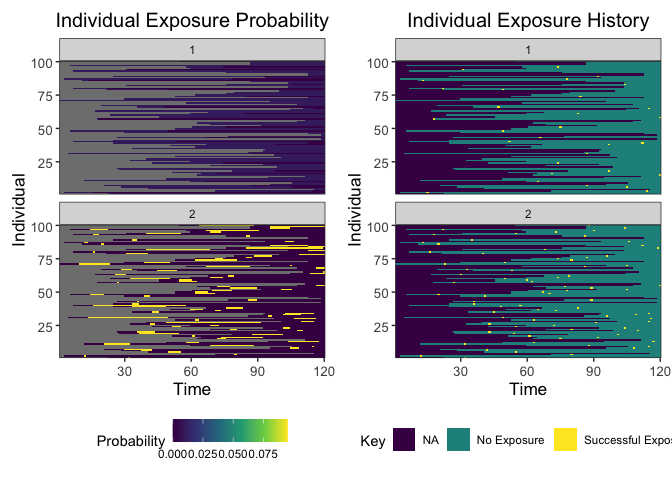 Individual Exposure Probability
1
100
75
50
25
2
100
75
50
25
Individual
30 60 90 120
Time
Probability
0.0000.0250.0500.075
Individual Exposure History
1
100
75
50
25
2
100
75
50
25
Individual
30 60 90 120
Time
Key NA No Exposure Successful Expos